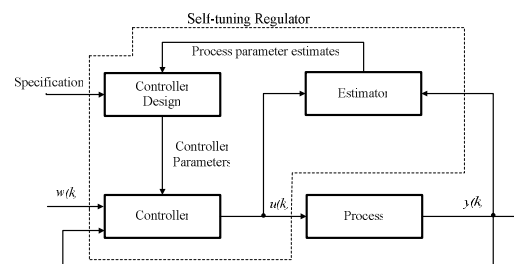 Self-tuning Regulator
Process parameter estimates
Specification
Controller
Design
Estimator
Controller
Parameters
w(k
u(k
y(k
Controller
Process